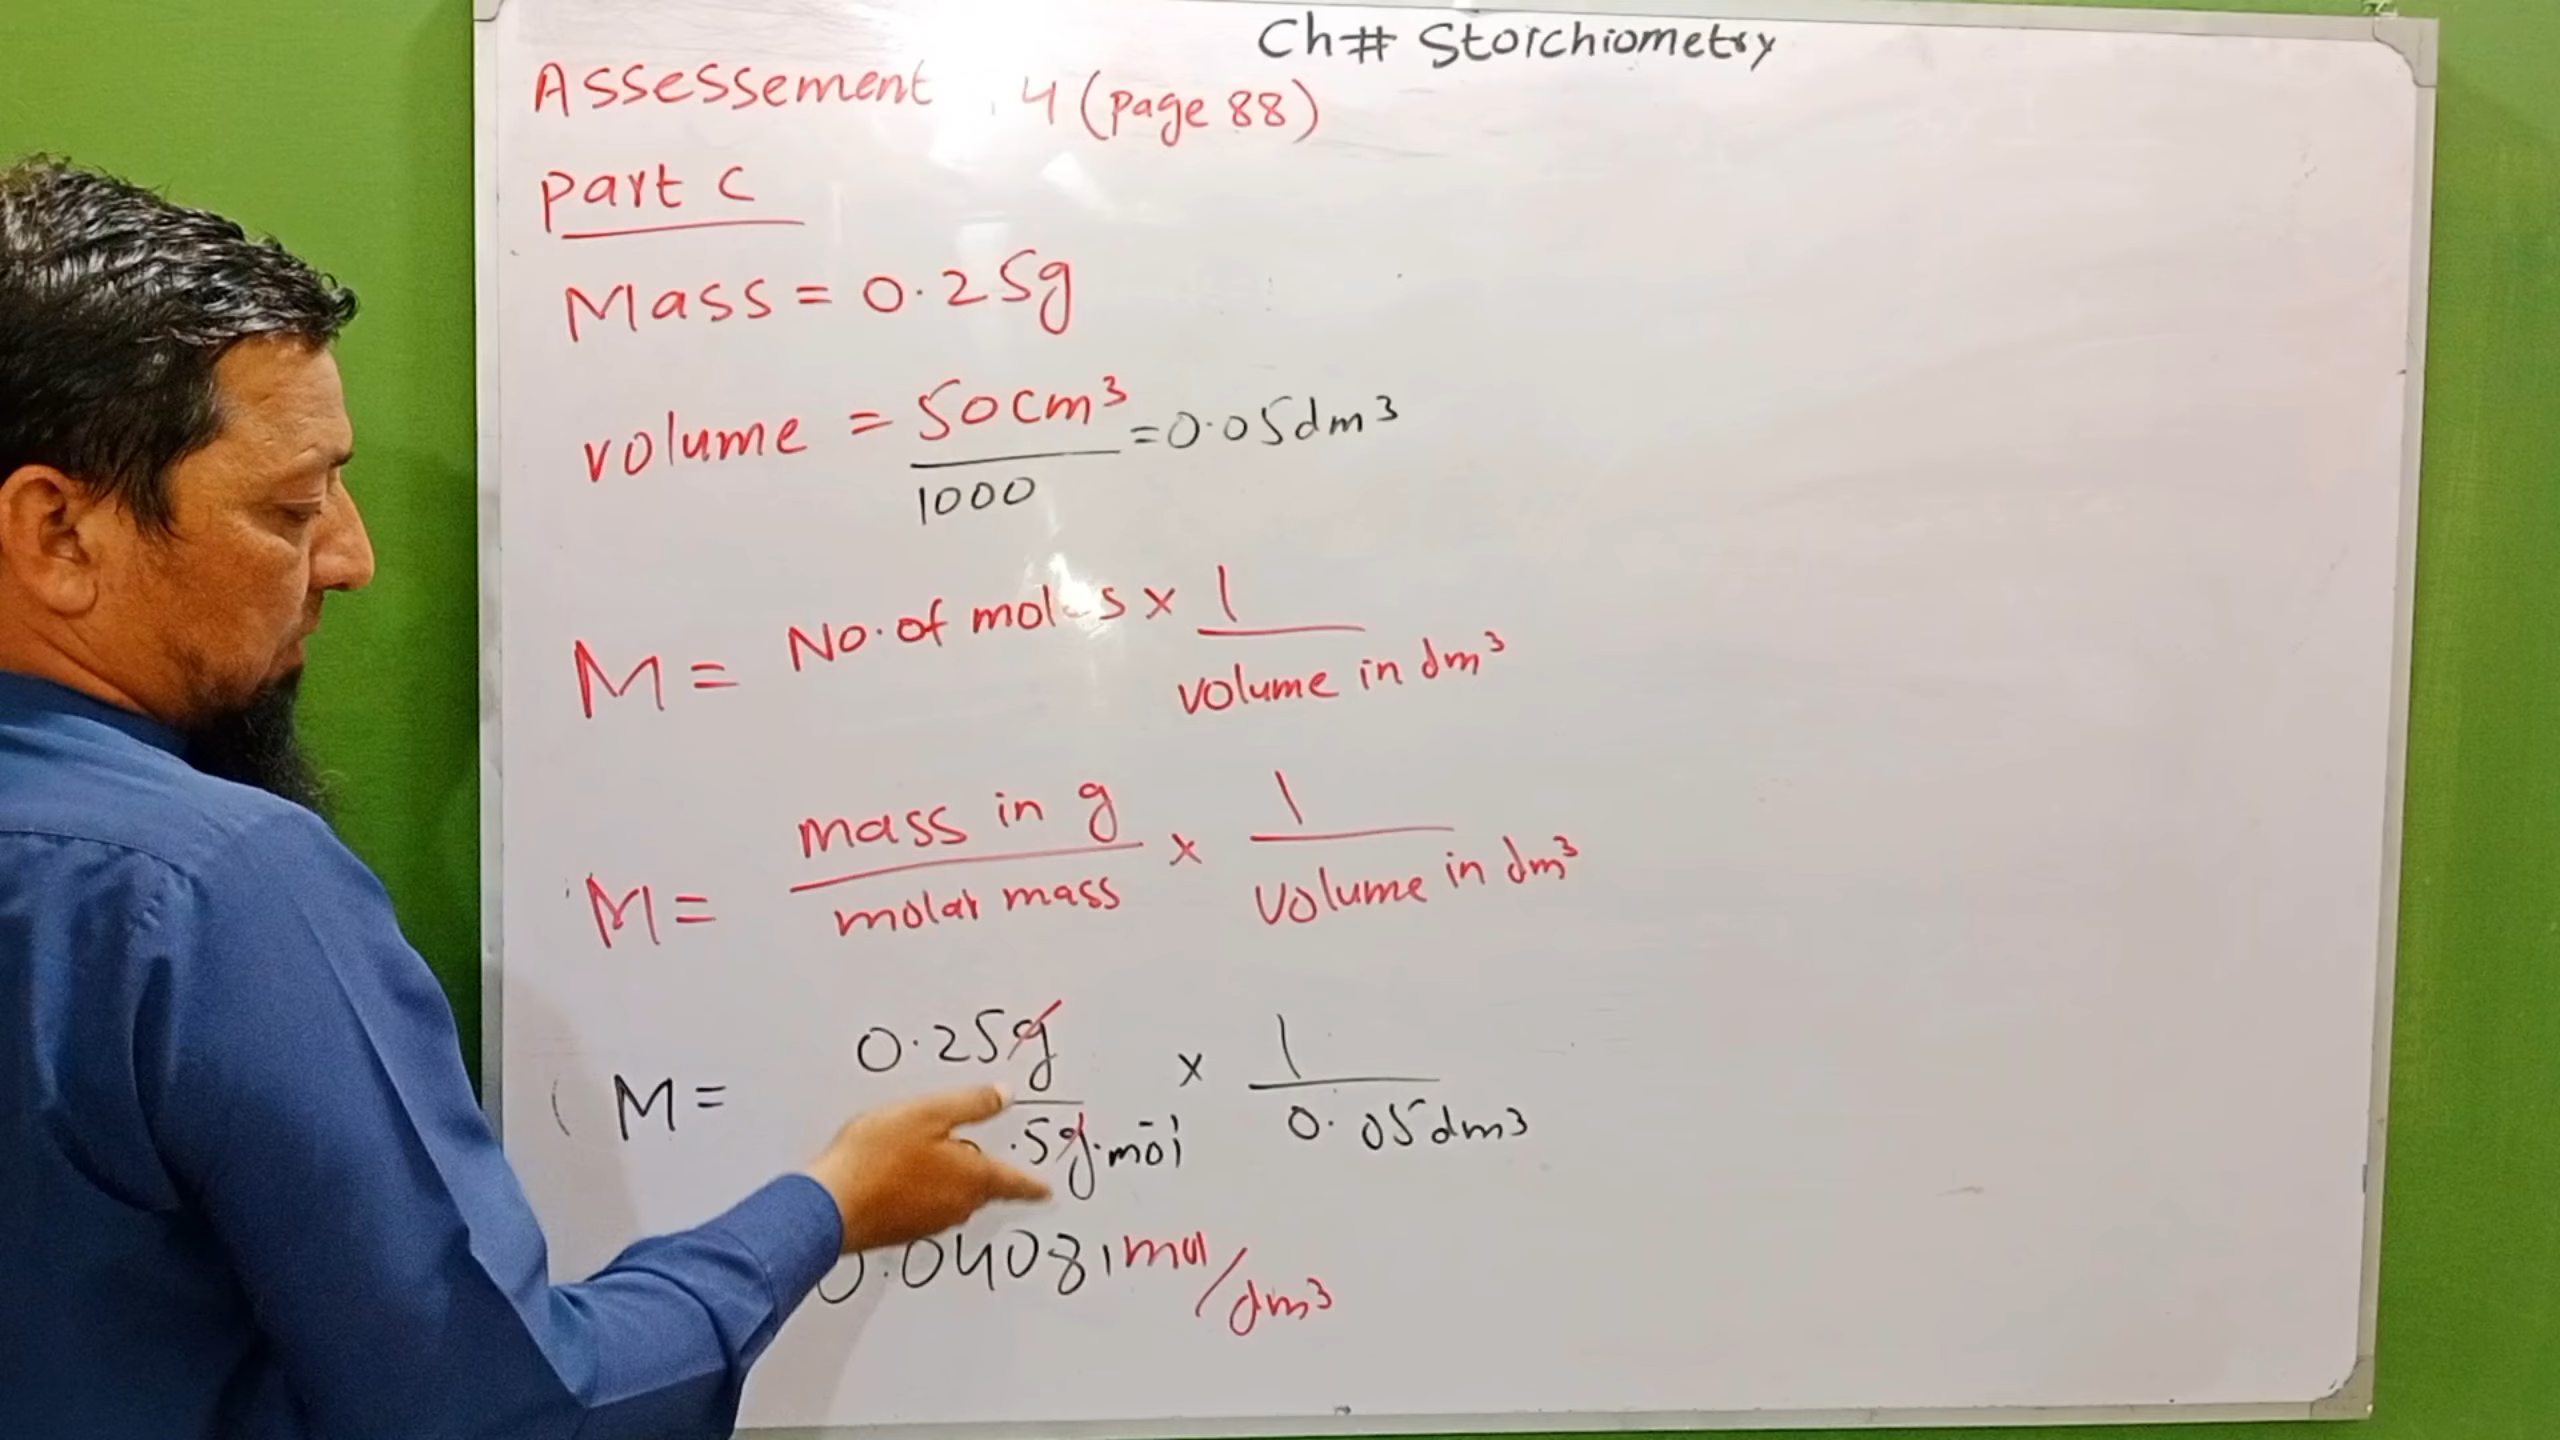 Ch# Stoichiometry
Assessement .4 (page 88)
Part C
Mass = 0.25g
volume = 50cm³/1000 = 0.05dm³
M = No. of moles × 1/volume in dm³
M = mass in g/molar mass × 1/volume in dm³
M = 0.25g/.5g.mol⁻¹ × 1/0.05dm³
0.04081 mol/dm³